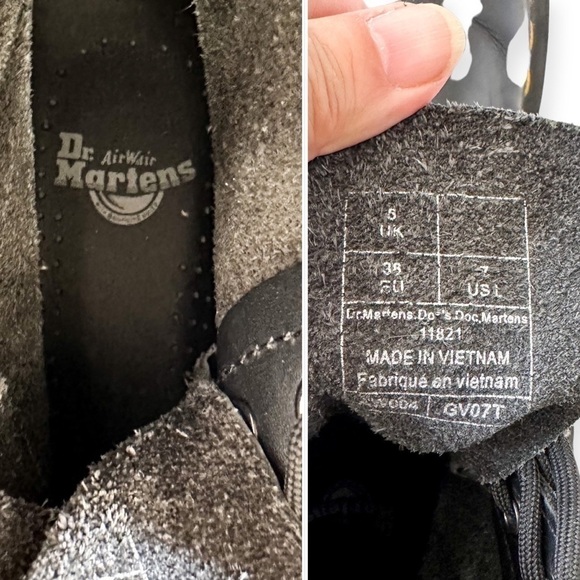 Dr.
AirWair
Martens
5
UK
38
EU
7
US L
Dr.Martens.Do
's.Doc.Martens
11821
MADE IN VIETNAM
Fabriqué en vietnam
GV07T